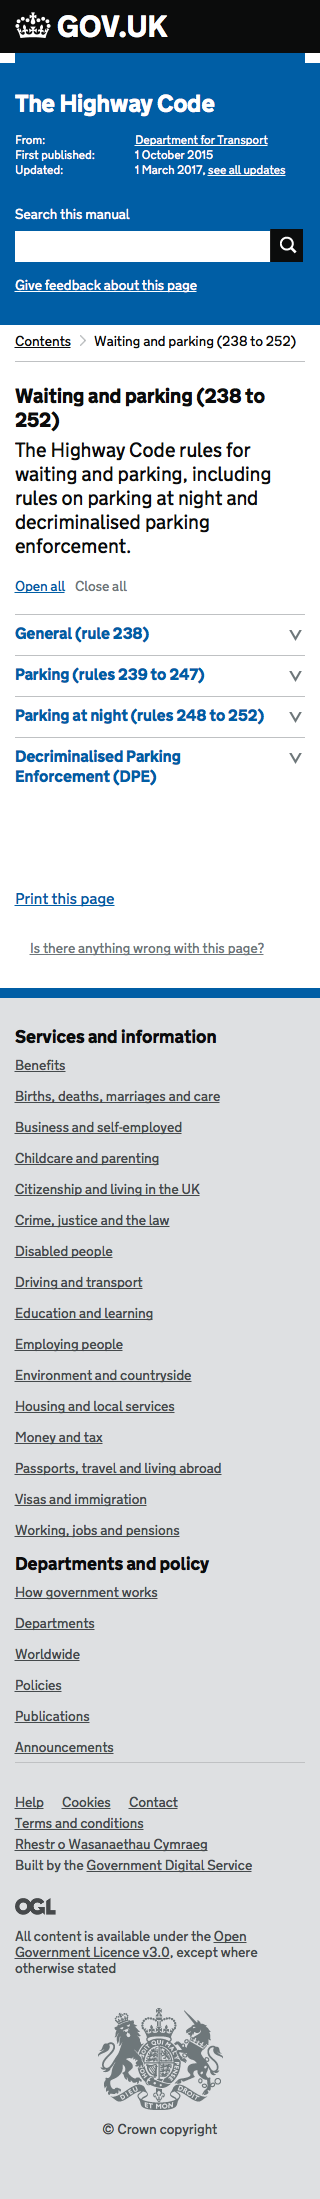 GOV.UK
The Highway Code
From: Department for Transport
First published: 1 October 2015
Updated: 1 March 2017, see all updates
Search this manual
Give feedback about this page
Contents Waiting and parking (238 to 252)
Waiting and parking (238 to
252)
The Highway Code rules for
waiting and parking, including
rules on parking at night and
decriminalised parking
enforcement.
Open all Close all
General (rule 238)
Parking (rules 239 to 247)
Parking at night (rules 248 to 252)
Decriminalised Parking
Enforcement (DPE)
Print this page
Is there anything wrong with this page?
Services and information
Benefits
Births, deaths, marriages and care
Business and self-employed
Childcare and parenting
Citizenship and living in the UK
Crime, justice and the law
Disabled people
Driving and transport
Education and learning
Employing people
Environment and countryside
Housing and local services
Money and tax
Passports, travel and living abroad
Visas and immigration
Working, jobs and pensions
Departments and policy
How government works
Departments
Worldwide
Policies
Publications
Announcements
Help Cookies Contact
Terms and conditions
Rhestr o Wasanaethau Cymraeg
Built by the Government Digital Service
OGL
All content is available under the Open
Government Licence v3.0, except where
otherwise stated
DIEU ET MON DROIT
© Crown copyright